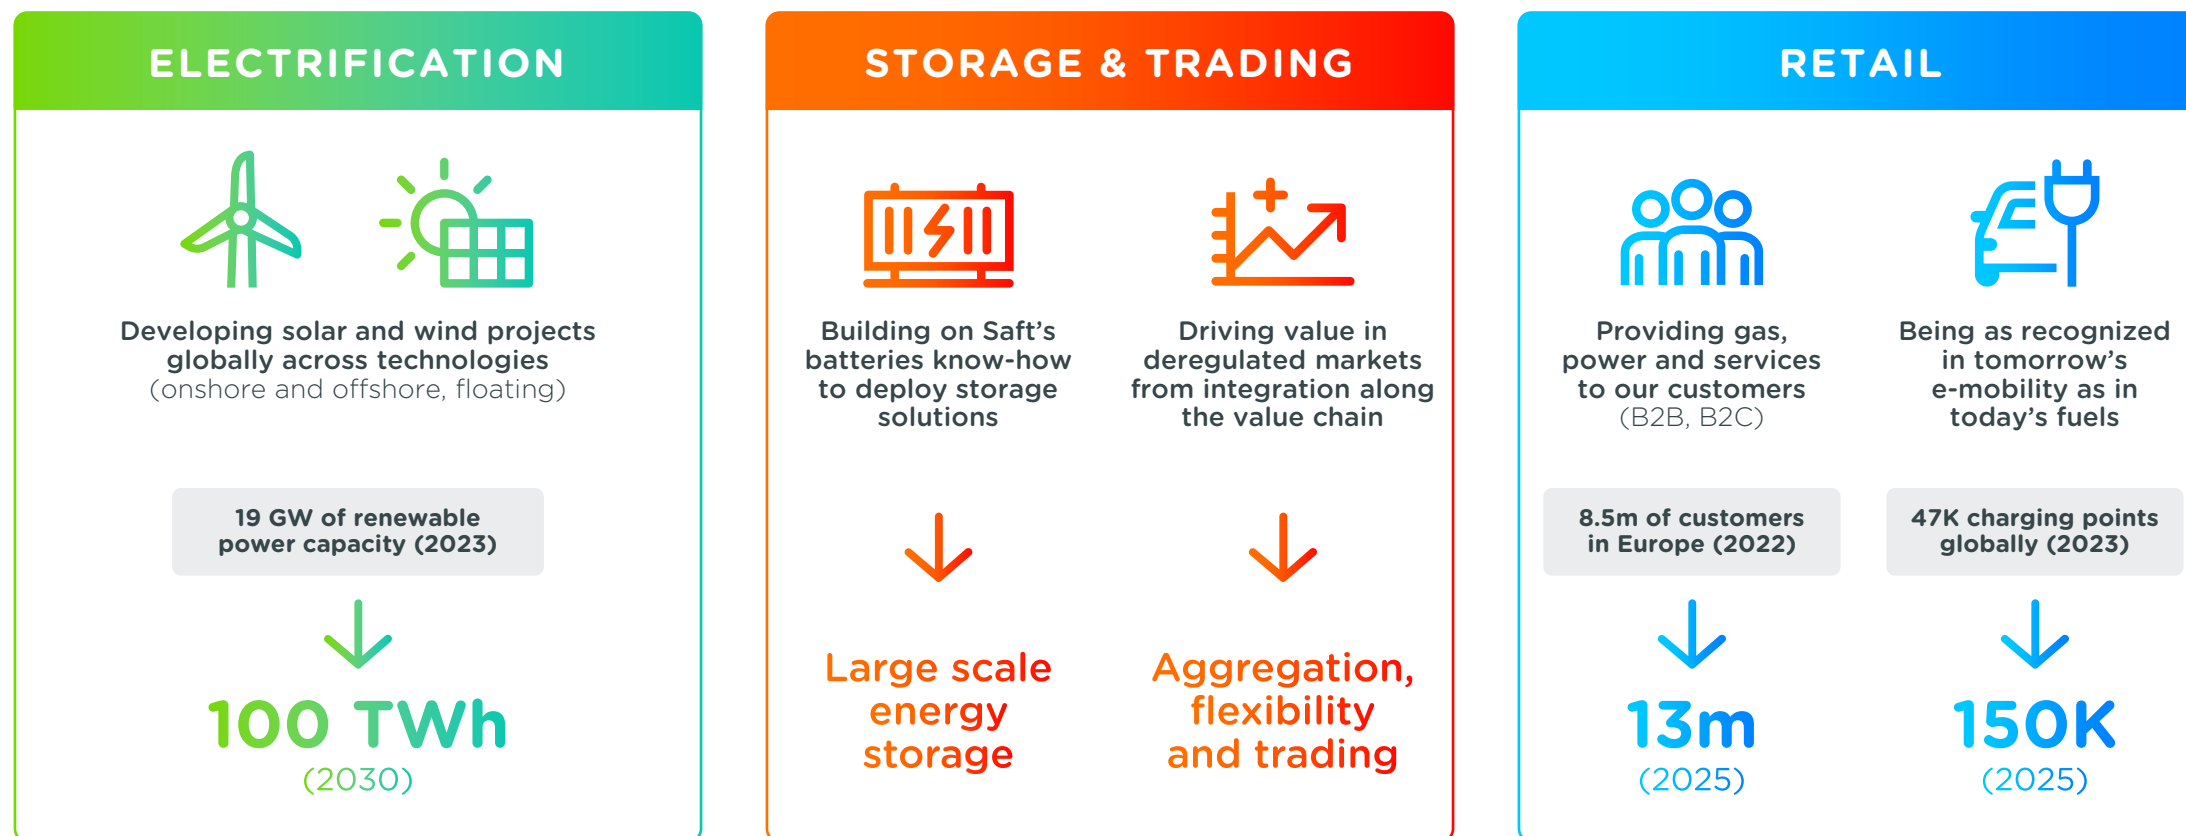 ELECTRIFICATION
Developing solar and wind projects
globally across technologies
(onshore and offshore, floating)
19 GW of renewable
power capacity (2023)
100 TWh
(2030)
STORAGE & TRADING
Building on Saft’s
batteries know-how
to deploy storage
solutions
Large scale
energy
storage
Driving value in
deregulated markets
from integration along
the value chain
Aggregation,
flexibility
and trading
RETAIL
Providing gas,
power and services
to our customers
(B2B, B2C)
8.5m of customers
in Europe (2022)
13m
(2025)
Being as recognized
in tomorrow’s
e-mobility as in
today’s fuels
47K charging points
globally (2023)
150K
(2025)